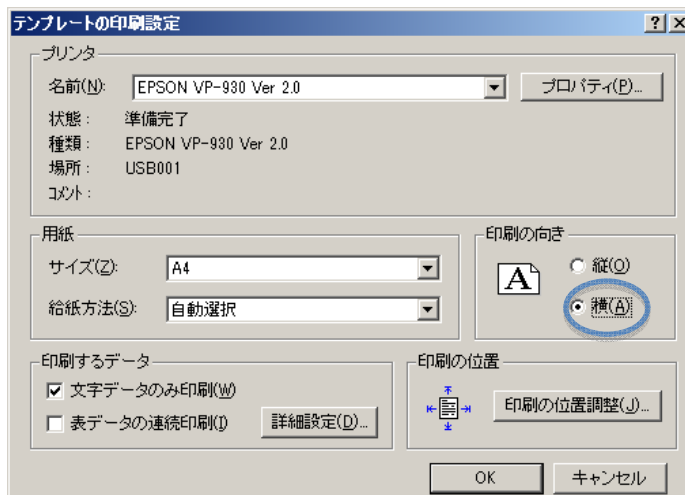 テンプレートの印刷設定
プリンタ
名前(N): EPSON VP-930 Ver 2.0 プロパティ(P)...
状態： 準備完了
種類： EPSON VP-930 Ver 2.0
場所： USB001
コメント：
用紙
サイズ(Z): A4
給紙方法(S): 自動選択
印刷の向き
A
縦(O)
横(A)
印刷するデータ
文字データのみ印刷(W)
表データの連続印刷(I) 詳細設定(D)...
印刷の位置
印刷の位置調整(J)...
OK キャンセル